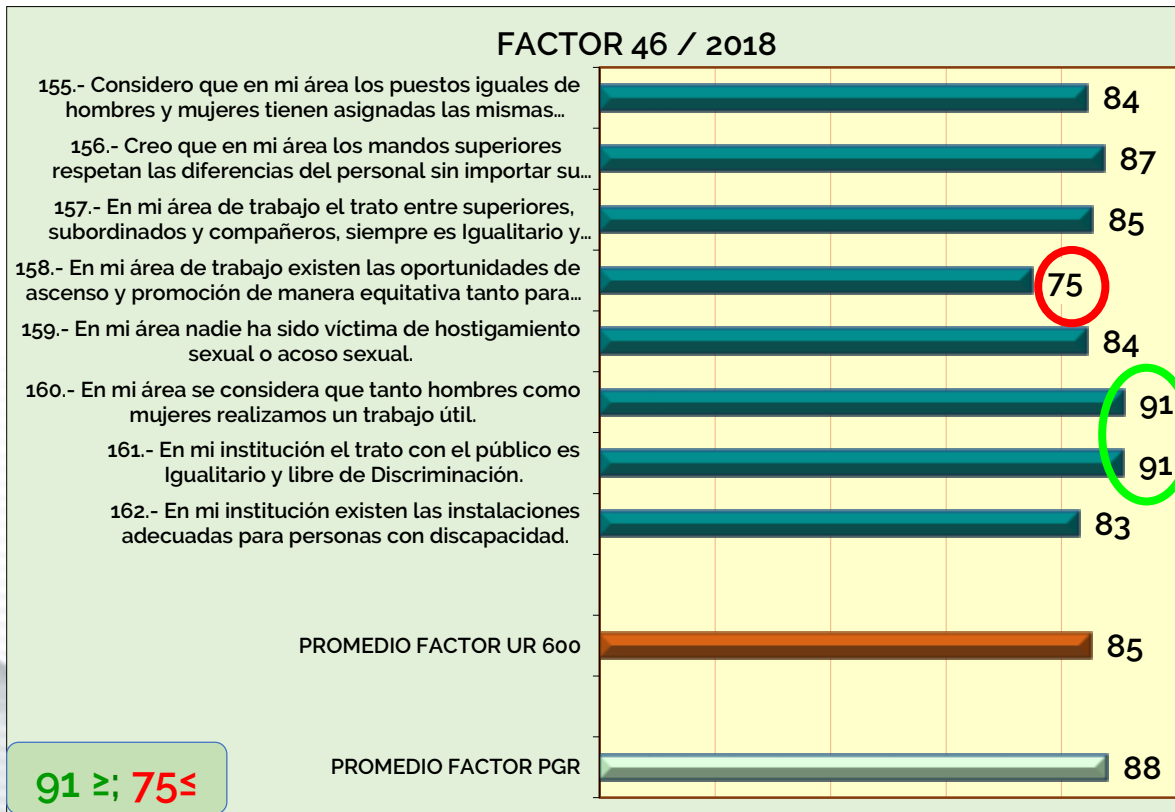 FACTOR 46 / 2018
155.- Considero que en mi área los puestos iguales de
hombres y mujeres tienen asignadas las mismas...
84
156.- Creo que en mi área los mandos superiores
respetan las diferencias del personal sin importar su...
87
157.- En mi área de trabajo el trato entre superiores,
subordinados y compañeros, siempre es Igualitario y...
85
158.- En mi área de trabajo existen las oportunidades de
ascenso y promoción de manera equitativa tanto para...
75
159.- En mi área nadie ha sido víctima de hostigamiento
sexual o acoso sexual.
84
160.- En mi área se considera que tanto hombres como
mujeres realizamos un trabajo útil.
91
161.- En mi institución el trato con el público es
Igualitario y libre de Discriminación.
91
162.- En mi institución existen las instalaciones
adecuadas para personas con discapacidad.
83
PROMEDIO FACTOR UR 600
85
PROMEDIO FACTOR PGR
88
91 ≥; 75≤